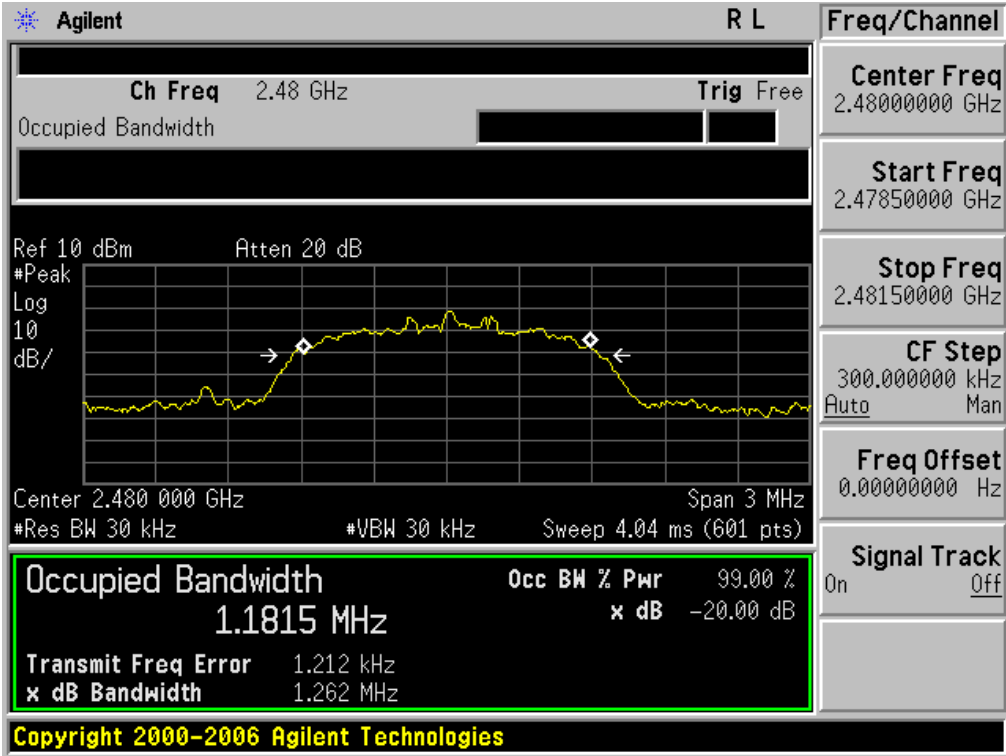 Agilent R L Freq/Channel
Ch Freq 2.48 GHz Trig Free
Occupied Bandwidth
Center Freq
2.48000000 GHz
Start Freq
2.47850000 GHz
Stop Freq
2.48150000 GHz
CF Step
300.000000 kHz
Auto Man
Freq Offset
0.00000000 Hz
Signal Track
On Off
Ref 10 dBm Atten 20 dB
#Peak
Log
10
dB/
Center 2.480 000 GHz Span 3 MHz
#Res BW 30 kHz #VBW 30 kHz Sweep 4.04 ms (601 pts)
Occupied Bandwidth Occ BW % Pwr 99.00 %
1.1815 MHz x dB -20.00 dB
Transmit Freq Error 1.212 kHz
x dB Bandwidth 1.262 MHz
Copyright 2000-2006 Agilent Technologies